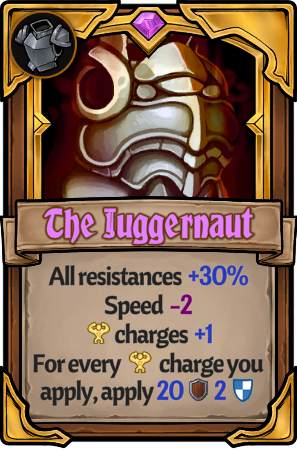 The Juggernaut
All resistances +30%
Speed -2
charges +1
For every charge you
apply, apply 20 2